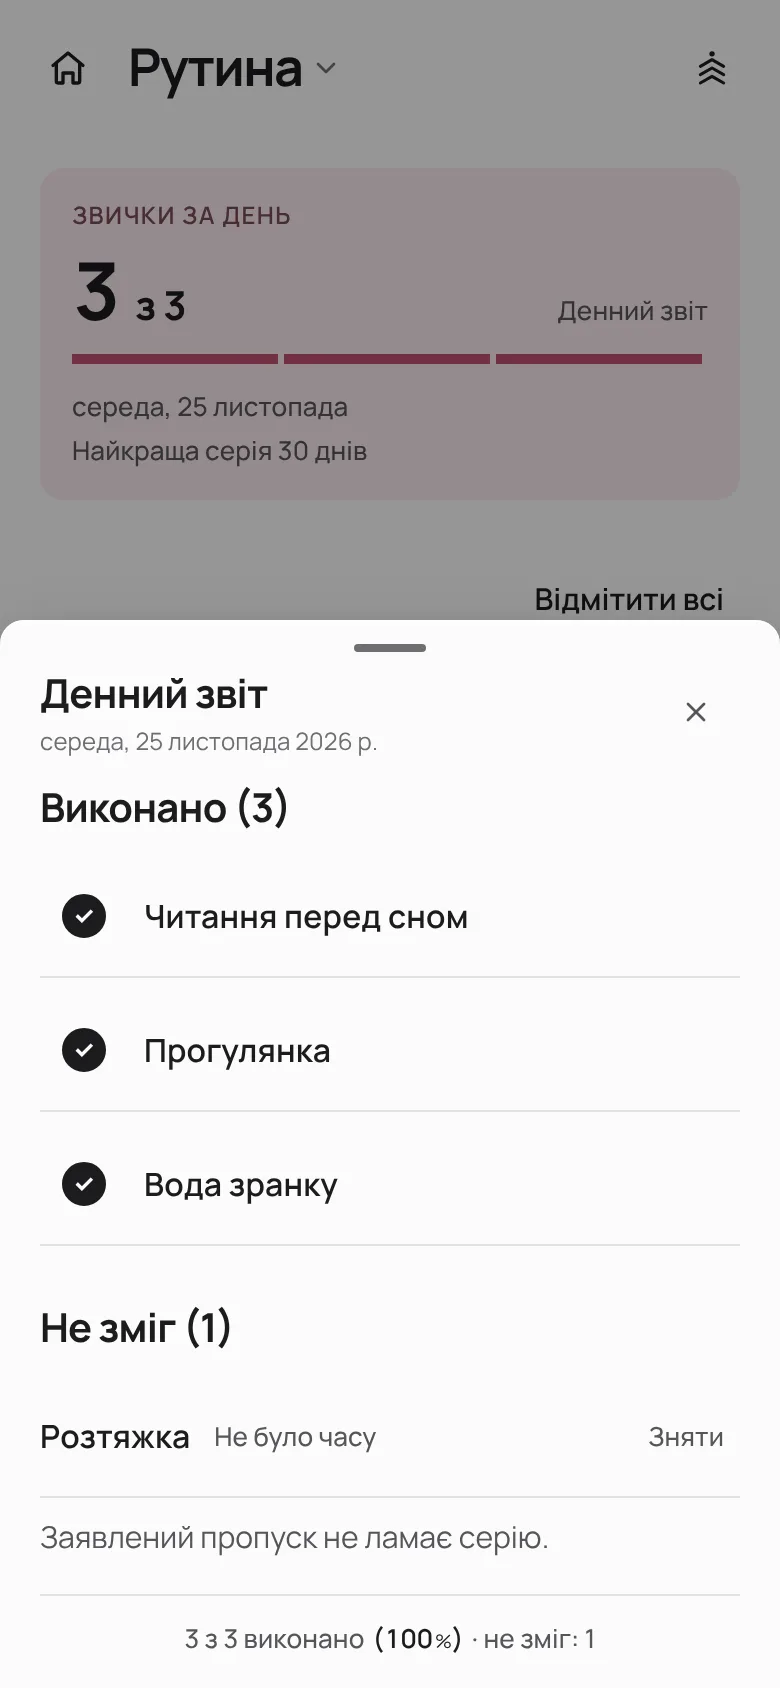 Рутина
ЗВИЧКИ ЗА ДЕНЬ
3 з 3
Денний звіт
середа, 25 листопада
Найкраща серія 30 днів
Відмітити всі
Денний звіт
середа, 25 листопада 2026 р.
Виконано (3)
Читання перед сном
Прогулянка
Вода зранку
Не зміг (1)
Розтяжка Не було часу Зняти
Заявлений пропуск не ламає серію.
3 з 3 виконано (100%) · не зміг: 1